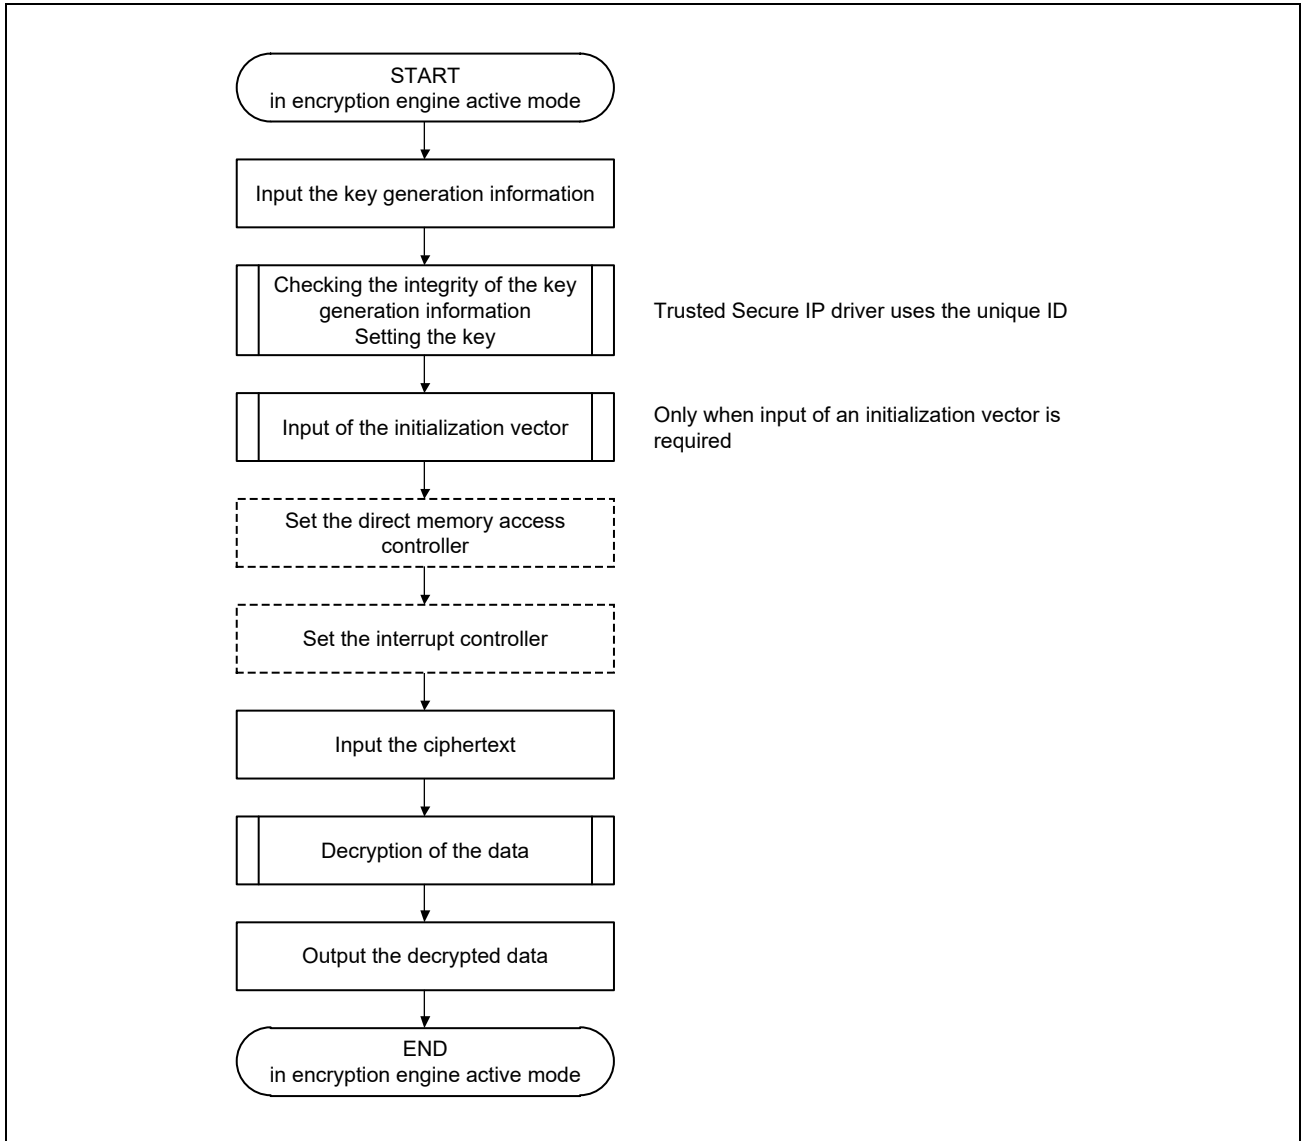 START
in encryption engine active mode
Input the key generation information
Checking the integrity of the key
generation information
Setting the key
Trusted Secure IP driver uses the unique ID
Input of the initialization vector
Only when input of an initialization vector is
required
Set the direct memory access
controller
Set the interrupt controller
Input the ciphertext
Decryption of the data
Output the decrypted data
END
in encryption engine active mode